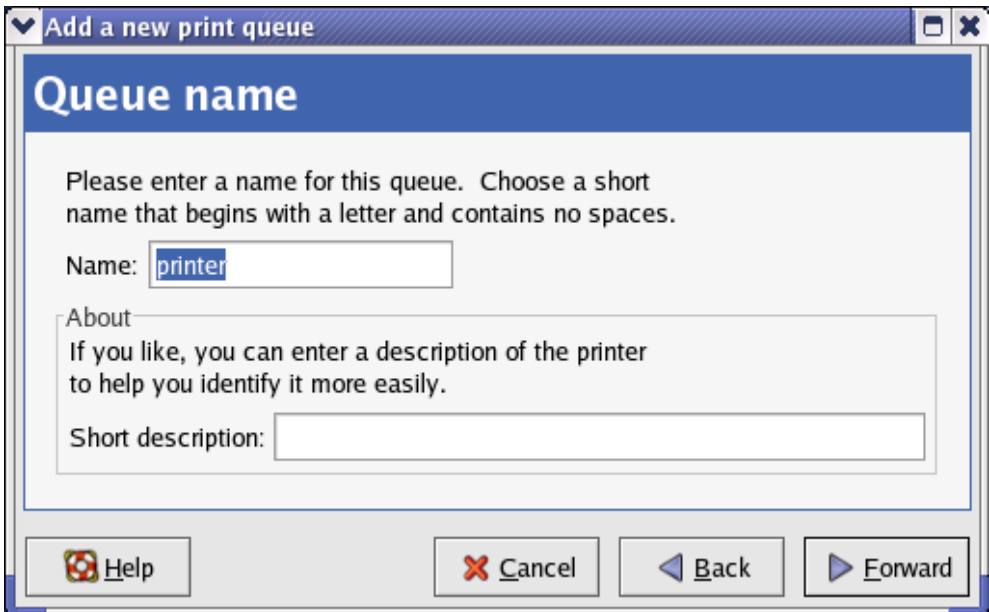 Add a new print queue
Queue name
Please enter a name for this queue.  Choose a short
name that begins with a letter and contains no spaces.
Name: printer
About
If you like, you can enter a description of the printer
to help you identify it more easily.
Short description:
Help Cancel Back Forward